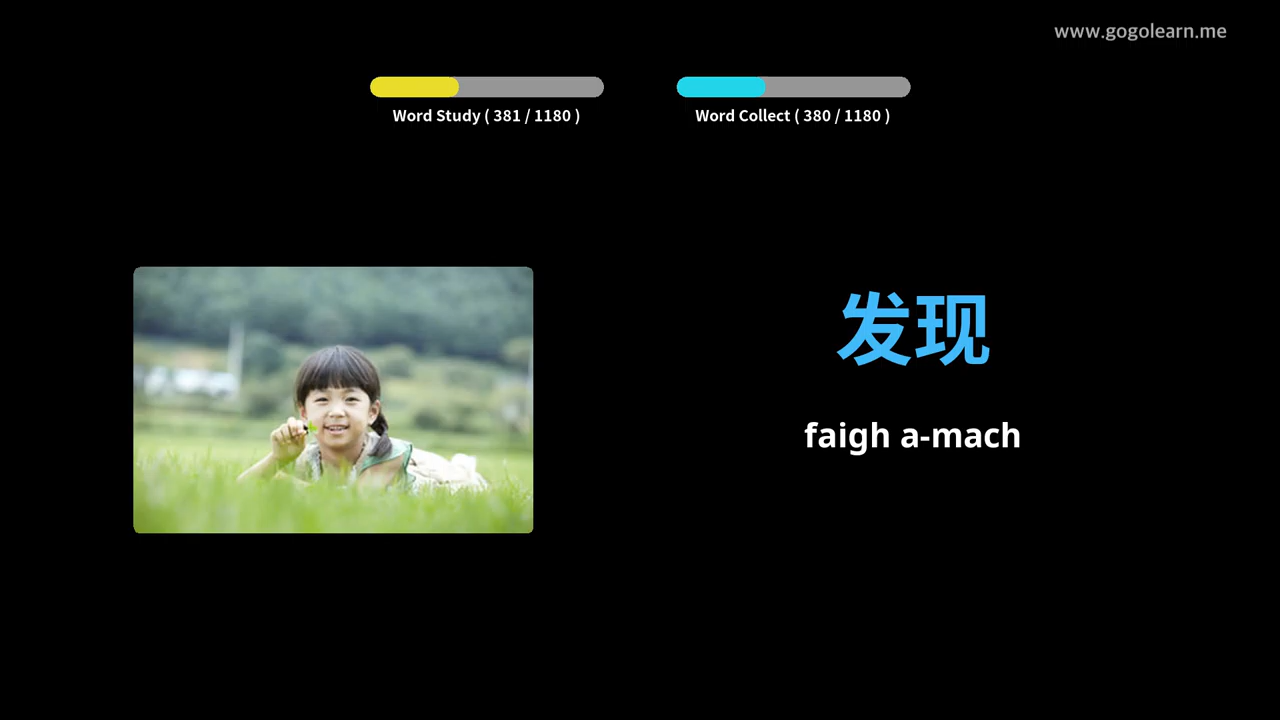 www.gogolearn.me
Word Study ( 381 / 1180 )
Word Collect ( 380 / 1180 )
发现
faigh a-mach